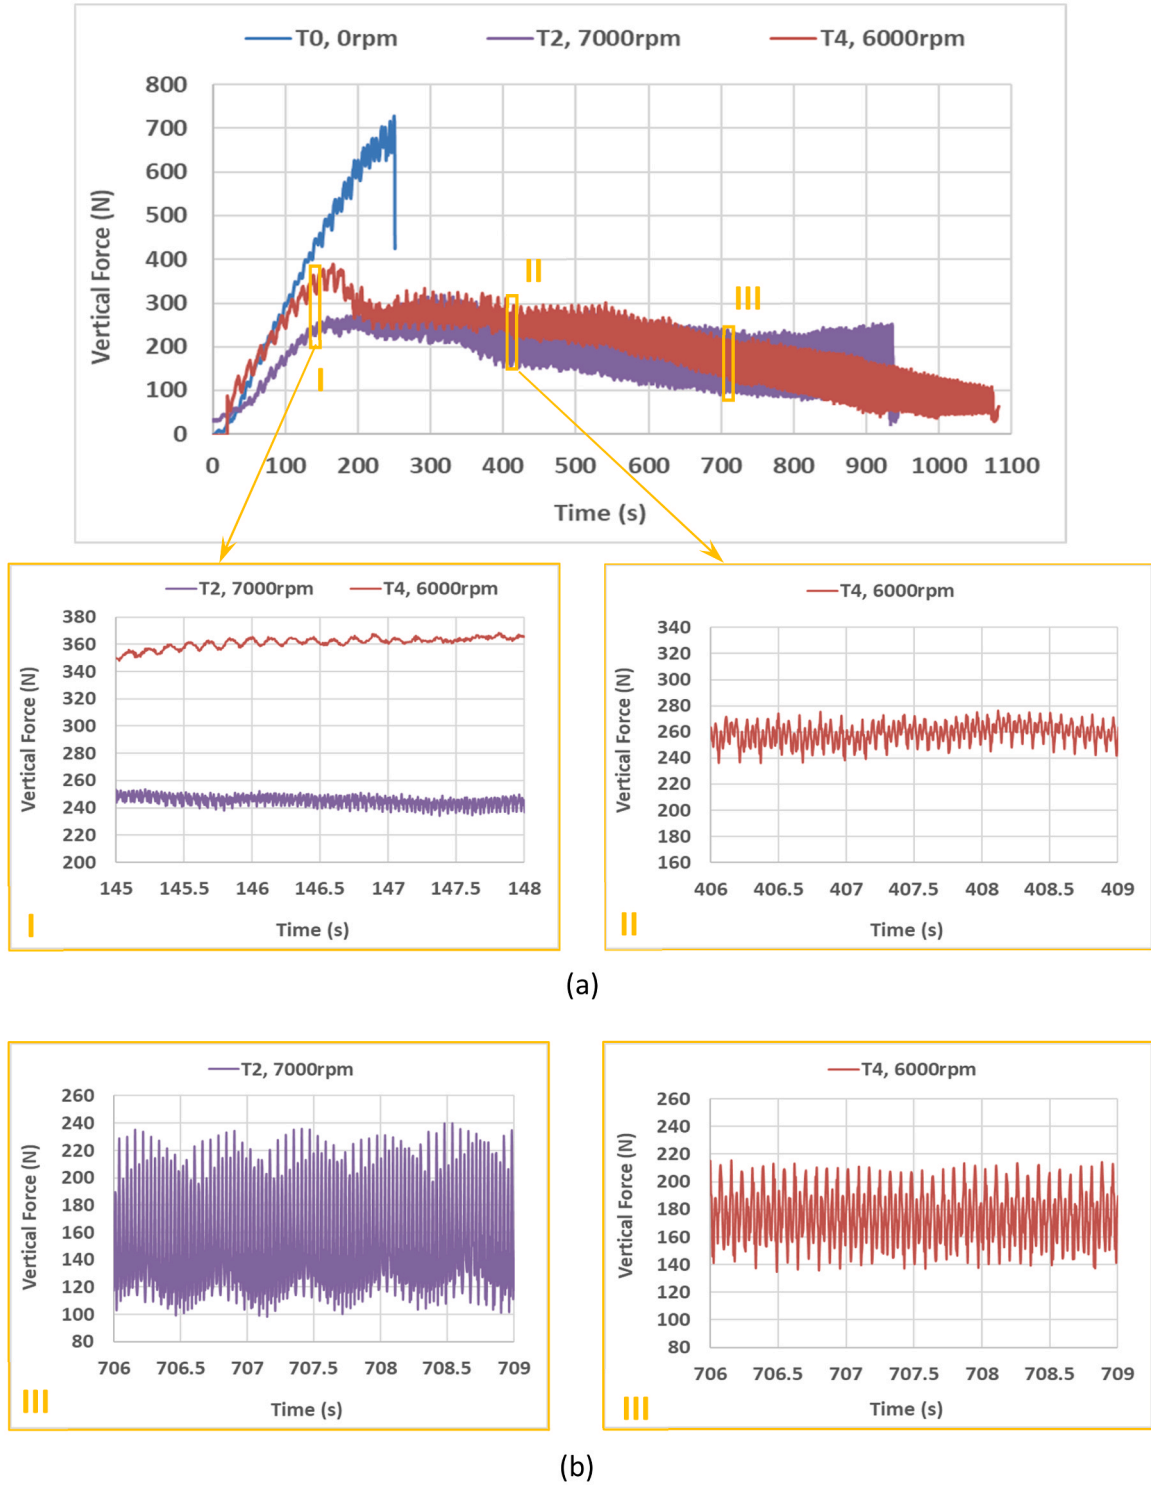 T0, 0rpm T2, 7000rpm T4, 6000rpm
800
700
600
500
400
300
200
100
0
Vertical Force (N)
I
II
III
0 100 200 300 400 500 600 700 800 900 1000 1100
Time (s)
T2, 7000rpm T4, 6000rpm
380
360
340
320
300
280
260
240
220
200
Vertical Force (N)
145 145.5 146 146.5 147 147.5 148
Time (s)
I
T4, 6000rpm
340
320
300
280
260
240
220
200
180
160
Vertical Force (N)
406 406.5 407 407.5 408 408.5 409
Time (s)
II
(a)
T2, 7000rpm
260
240
220
200
180
160
140
120
100
80
Vertical Force (N)
706 706.5 707 707.5 708 708.5 709
Time (s)
III
T4, 6000rpm
260
240
220
200
180
160
140
120
100
80
Vertical Force (N)
706 706.5 707 707.5 708 708.5 709
Time (s)
III
(b)